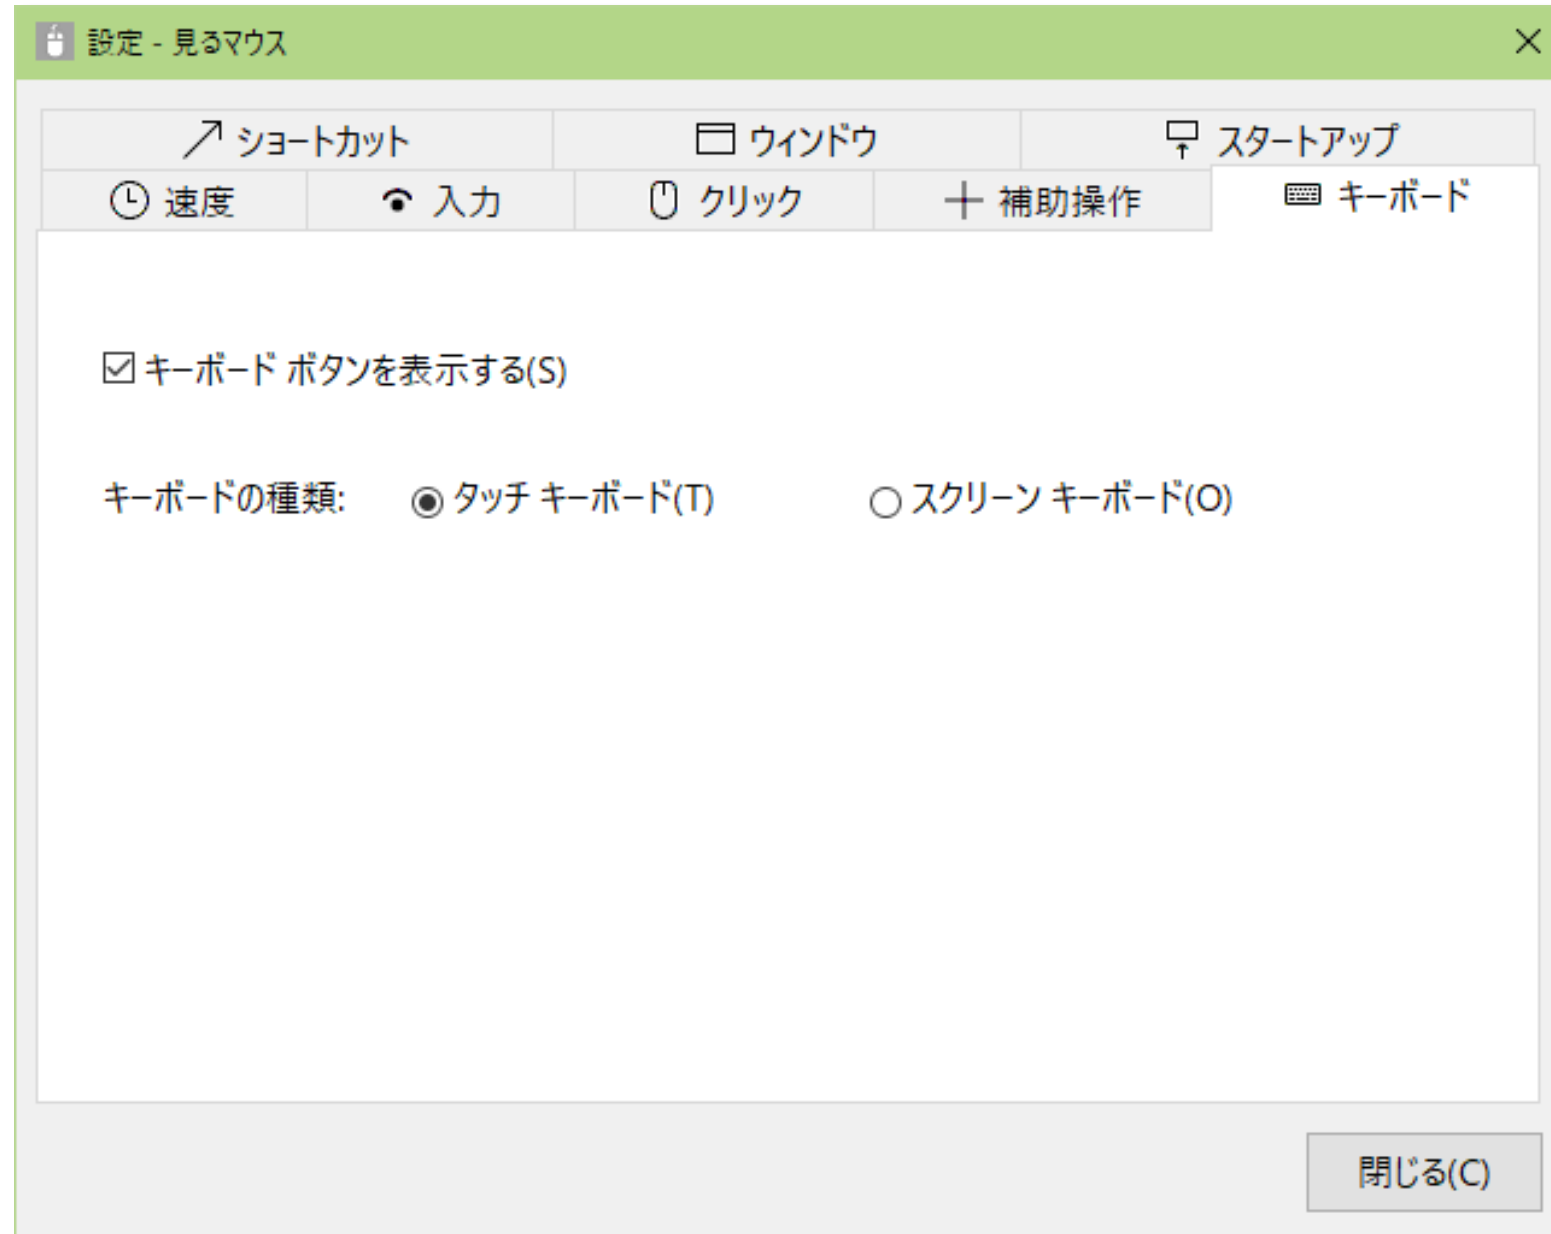 設定 - 見るマウス
ショートカット ウィンドウ スタートアップ
速度 入力 クリック 補助操作 キーボード
キーボード ボタンを表示する(S)
キーボードの種類: タッチ キーボード(T) スクリーン キーボード(O)
閉じる(C)